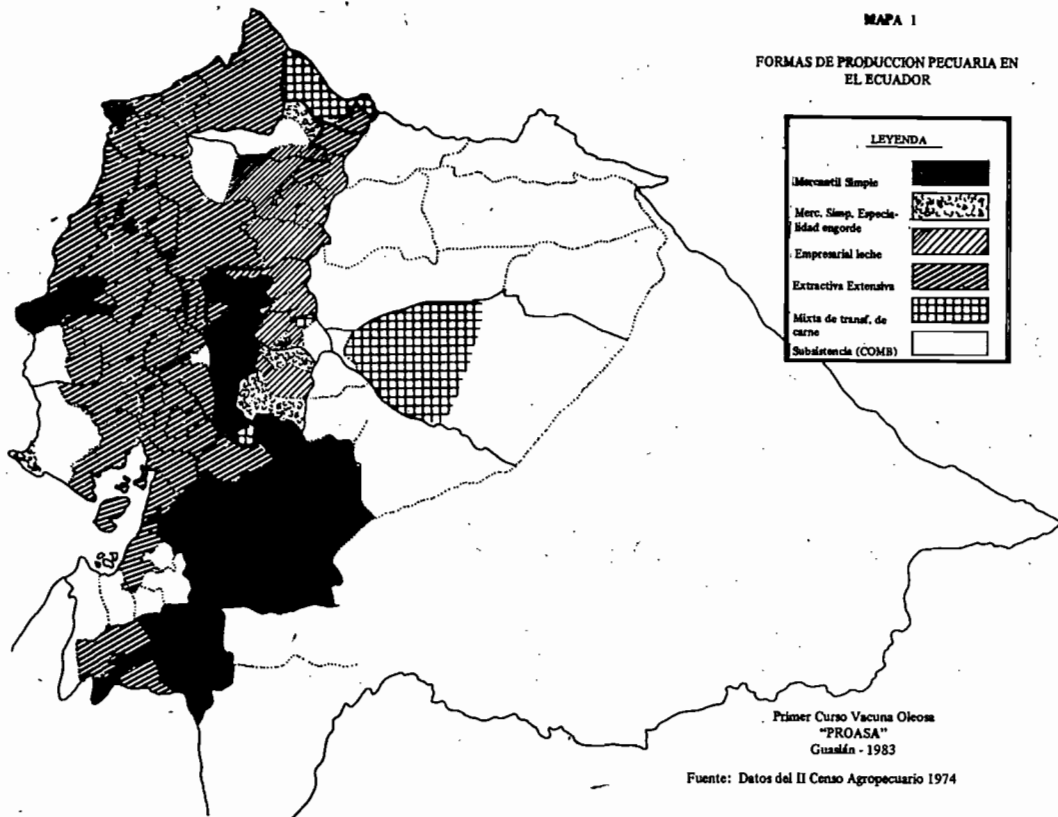 MAPA 1
FORMAS DE PRODUCCION PECUARIA EN
EL ECUADOR
LEYENDA
Mercantil Simple
Merc. Simp. Especia-
lidad engorde
Empresarial leche
Extractiva Extensiva
Mixta de transf. de
carne
Subsistencia (COMB)
Primer Curso Vacuna Oleosa
"PROASA"
Guaslán - 1983
Fuente: Datos del II Censo Agropecuario 1974